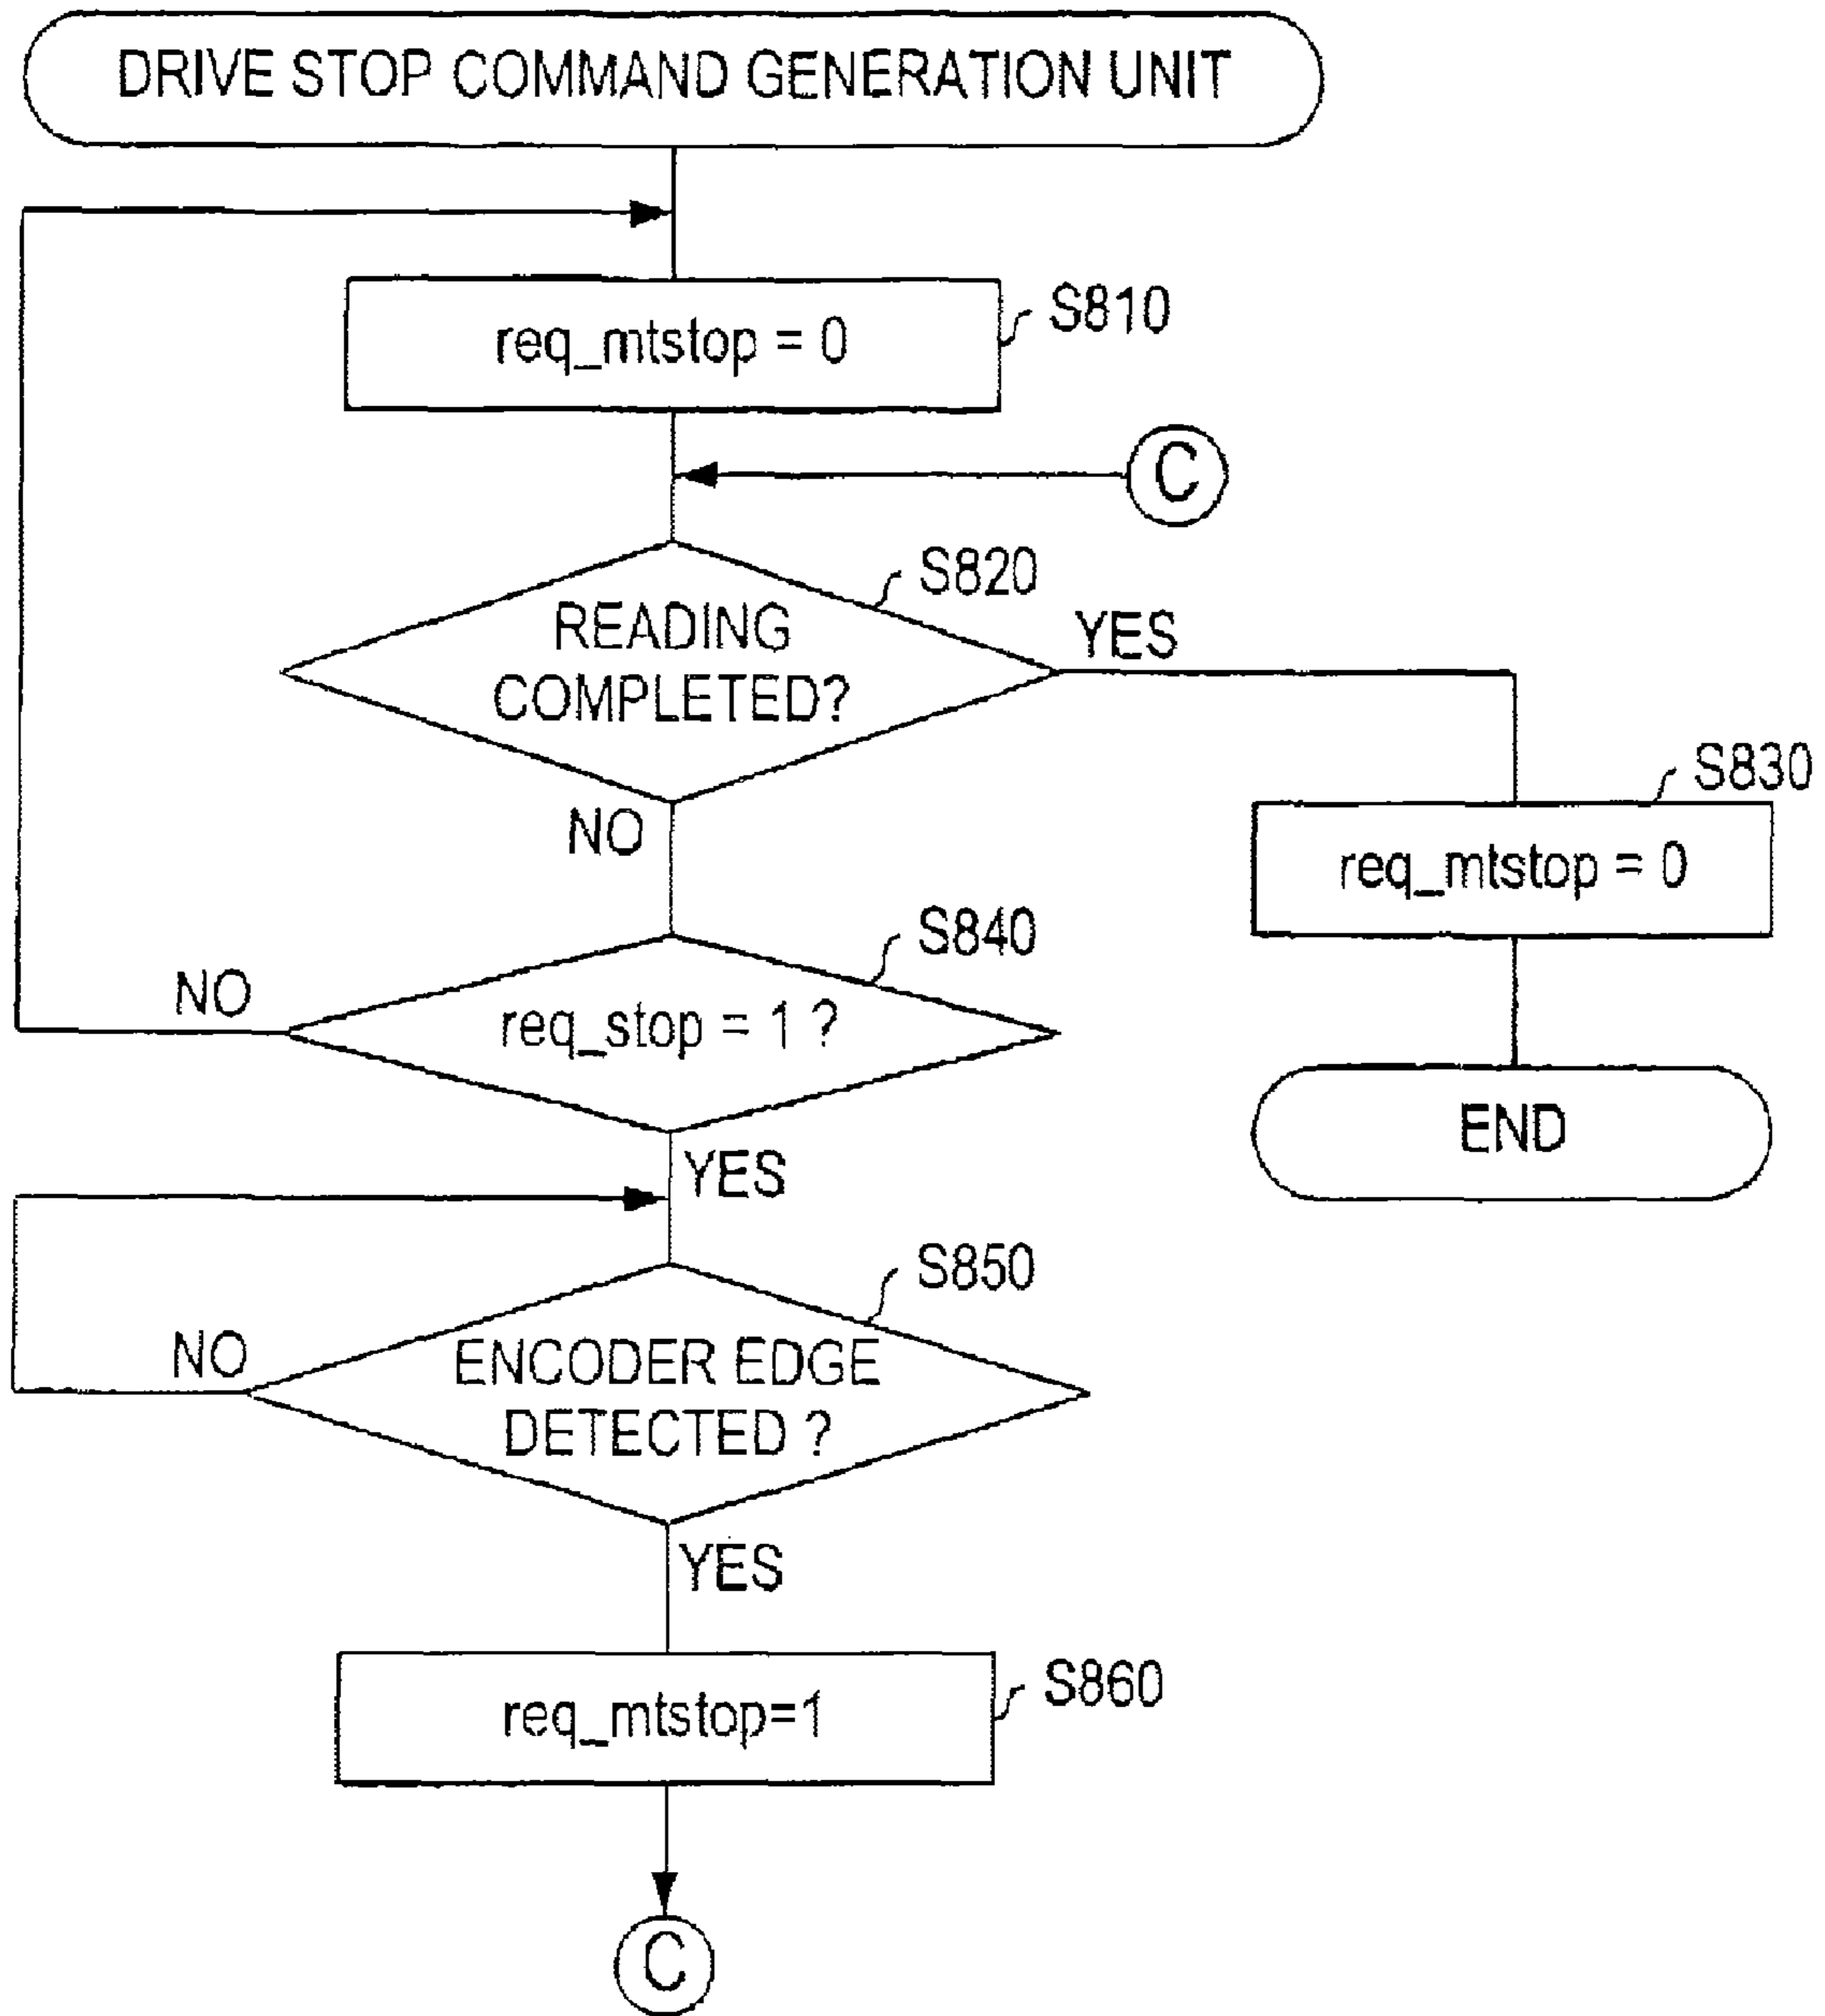 DRIVE STOP COMMAND GENERATION UNIT
req_mtstop = 0
S810
C
S820
READING
COMPLETED?
YES
NO
S830
req_mtstop = 0
S840
NO
req_stop = 1 ?
YES
END
S850
NO
ENCODER EDGE
DETECTED ?
YES
req_mtstop=1
S860
C